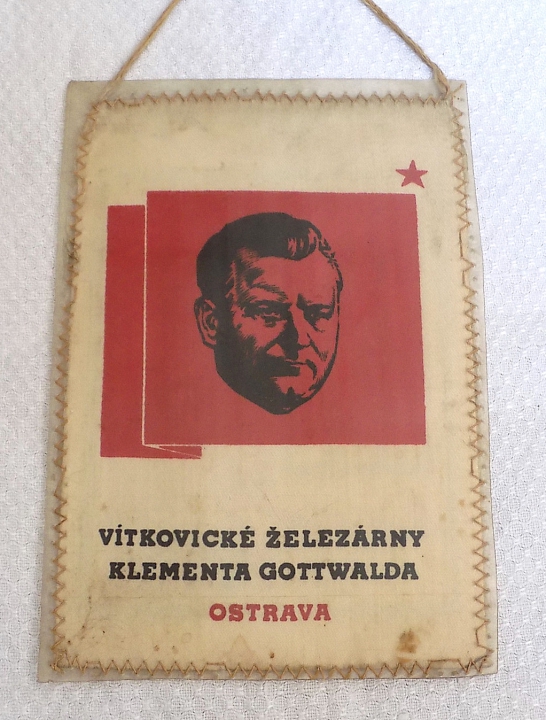 VÍTKOVICKÉ ŽELEZÁRNY
KLEMENTA GOTTWALDA
OSTRAVA